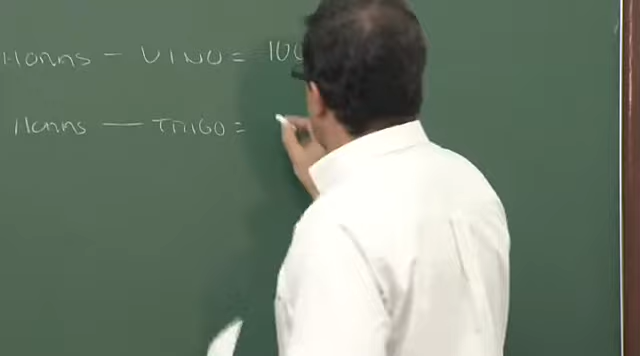 Horas - VINO = 100
Horas — TRIGO =